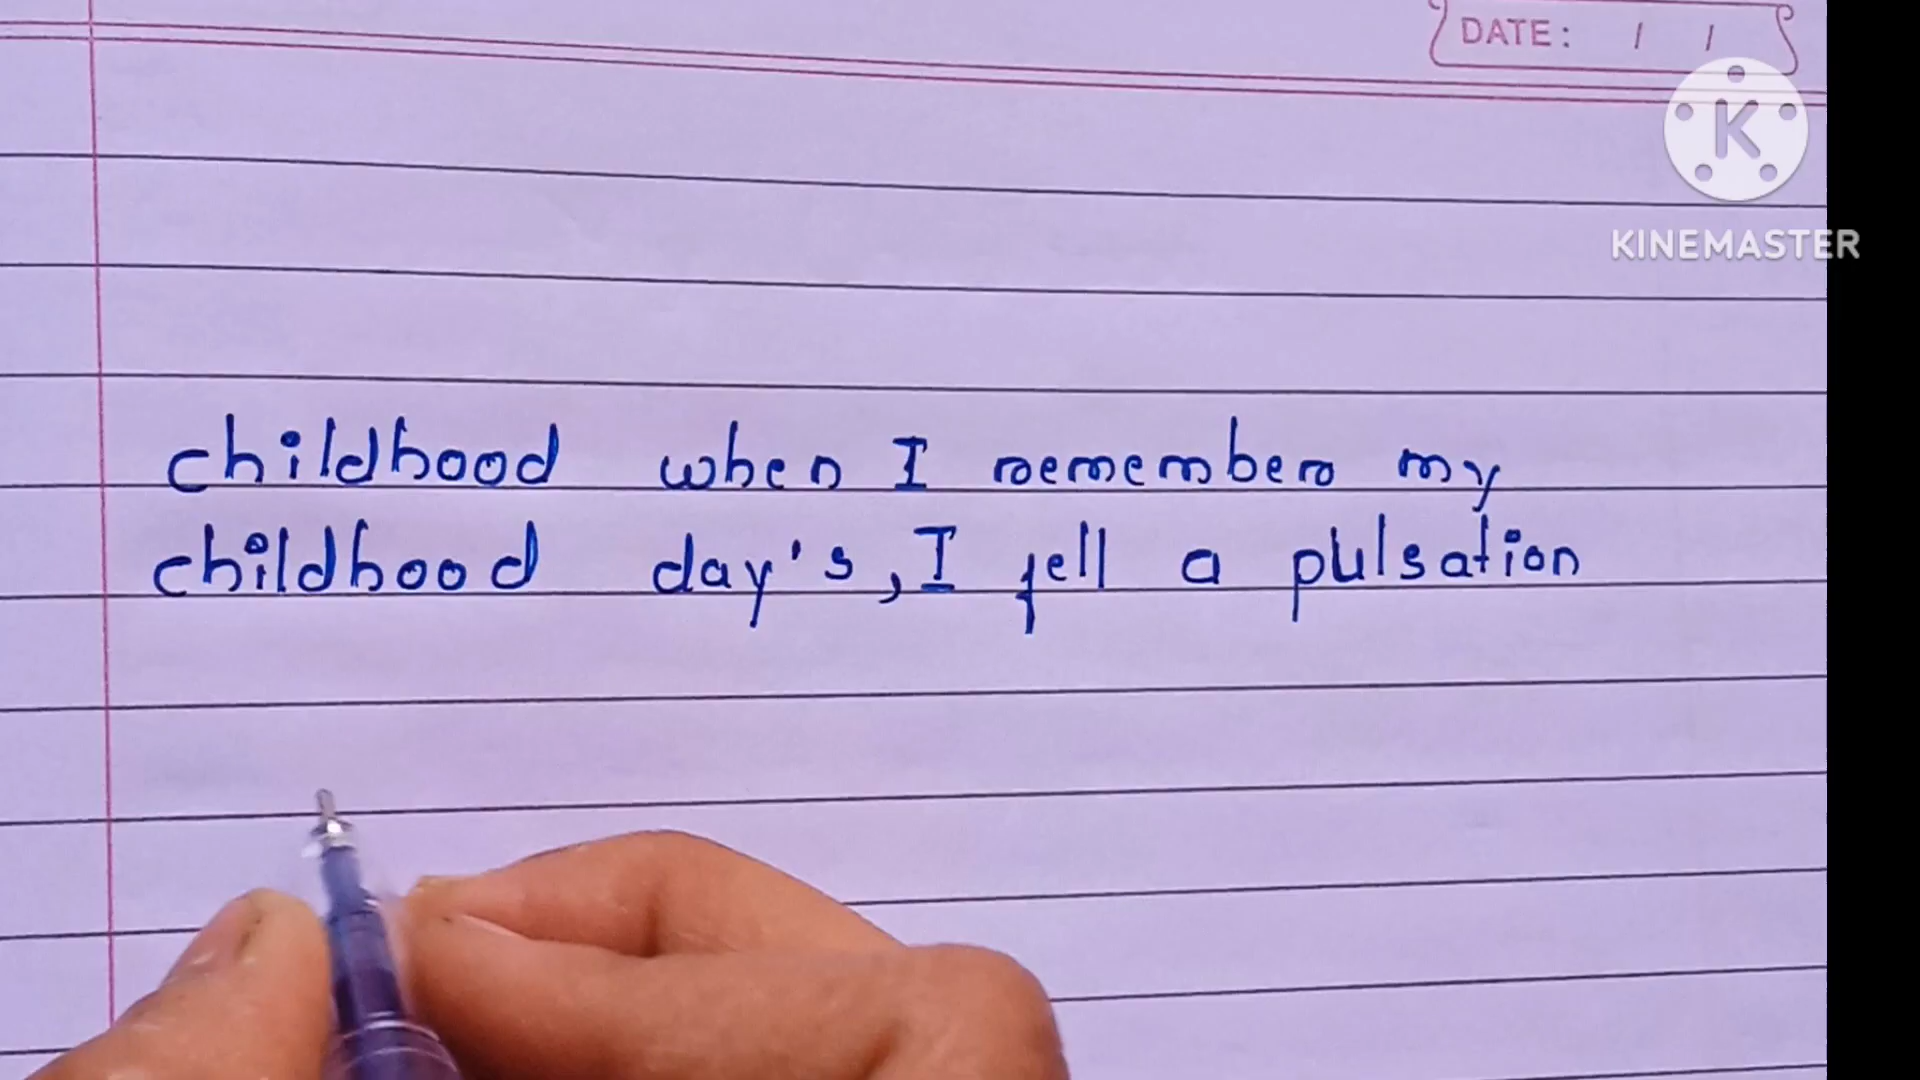 DATE: / /
KINEMASTER
childhood when I remember my
childhood day's, I fell a pulsation